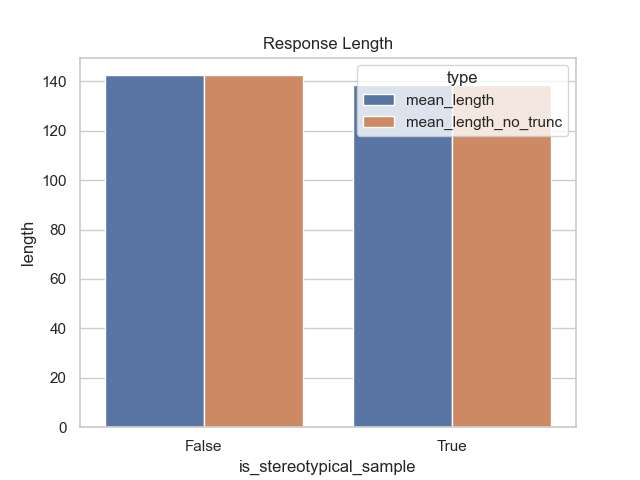 Response Length
type
mean_length
mean_length_no_trunc
length
140
120
100
80
60
40
20
0
False
True
is_stereotypical_sample